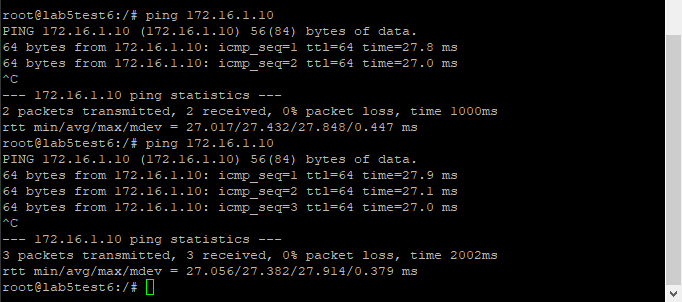 root@lab5test6:/# ping 172.16.1.10
PING 172.16.1.10 (172.16.1.10) 56(84) bytes of data.
64 bytes from 172.16.1.10: icmp_seq=1 ttl=64 time=27.8 ms
64 bytes from 172.16.1.10: icmp_seq=2 ttl=64 time=27.0 ms
^C
--- 172.16.1.10 ping statistics ---
2 packets transmitted, 2 received, 0% packet loss, time 1000ms
rtt min/avg/max/mdev = 27.017/27.432/27.848/0.447 ms
root@lab5test6:/# ping 172.16.1.10
PING 172.16.1.10 (172.16.1.10) 56(84) bytes of data.
64 bytes from 172.16.1.10: icmp_seq=1 ttl=64 time=27.9 ms
64 bytes from 172.16.1.10: icmp_seq=2 ttl=64 time=27.1 ms
64 bytes from 172.16.1.10: icmp_seq=3 ttl=64 time=27.0 ms
^C
--- 172.16.1.10 ping statistics ---
3 packets transmitted, 3 received, 0% packet loss, time 2002ms
rtt min/avg/max/mdev = 27.056/27.382/27.914/0.379 ms
root@lab5test6:/#